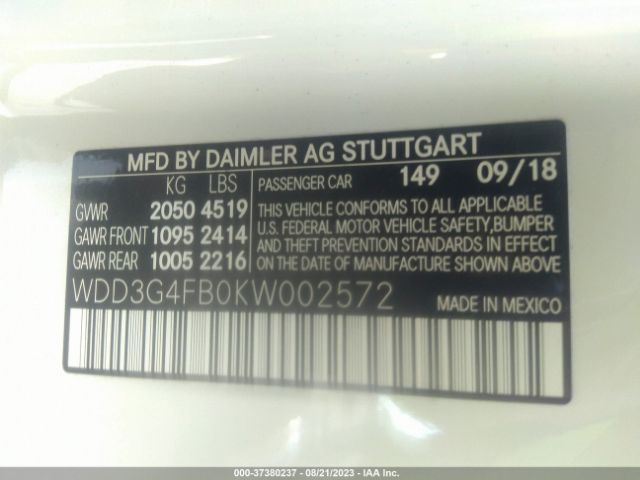 MFD BY DAIMLER AG STUTTGART
KG LBS
GVWR 2050 4519
GAWR FRONT 1095 2414
GAWR REAR 1005 2216
PASSENGER CAR 149 09/18
THIS VEHICLE CONFORMS TO ALL APPLICABLE
U.S. FEDERAL MOTOR VEHICLE SAFETY,BUMPER
AND THEFT PREVENTION STANDARDS IN EFFECT
ON THE DATE OF MANUFACTURE SHOWN ABOVE
WDD3G4FB0KW002572
MADE IN MEXICO
000-37380237 - 08/21/2023 - IAA Inc.